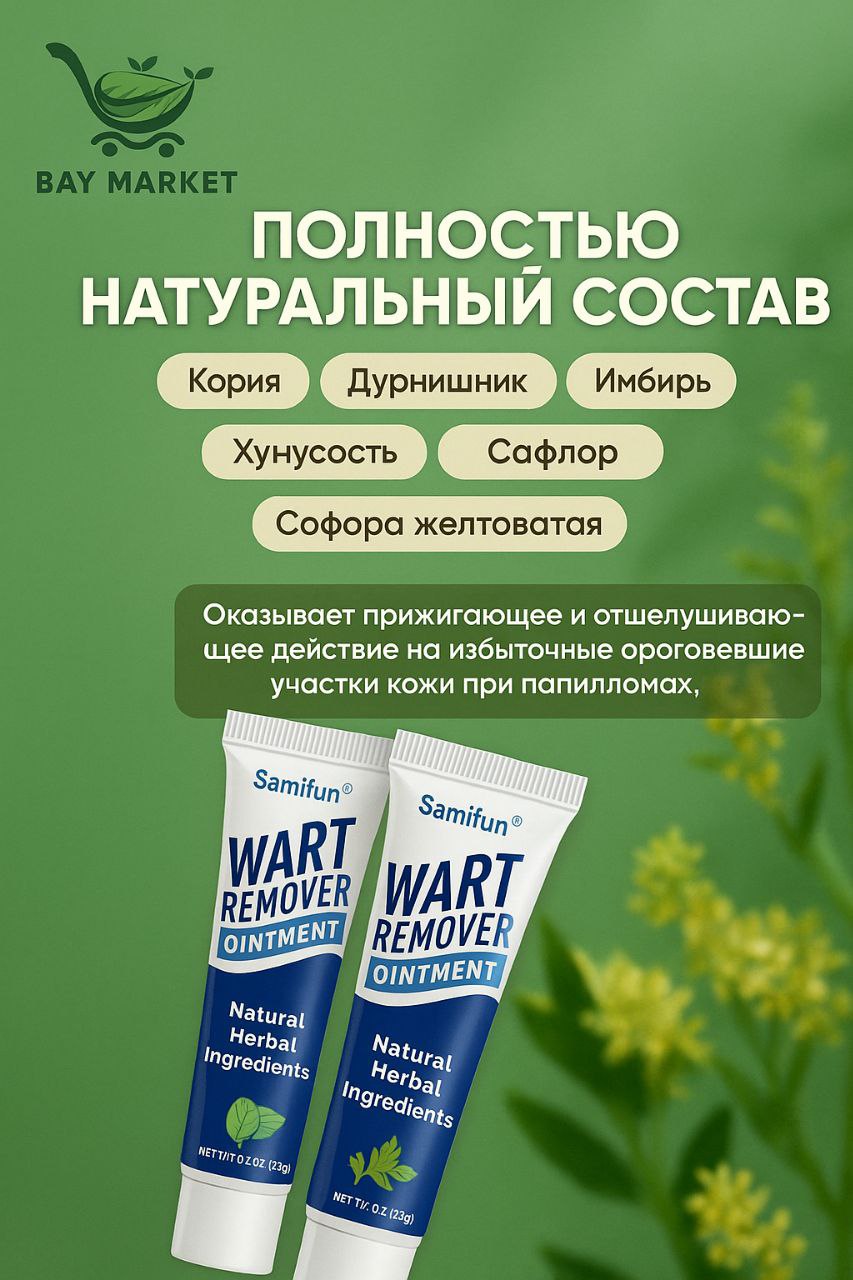 BAY MARKET
ПОЛНОСТЬЮ
НАТУРАЛЬНЫЙ СОСТАВ
Кория Дурнишник Имбирь
Хунусость Сафлор
Софора желтоватая
Оказывает прижигающее и отшелушиваю-
щее действие на избыточные ороговевшие
участки кожи при папилломах,
Samifun®
WART
REMOVER
OINTMENT
Natural
Herbal
Ingredients
(23g)
Samifun®
WART
REMOVER
OINTMENT
Natural
Herbal
Ingredients
(23g)